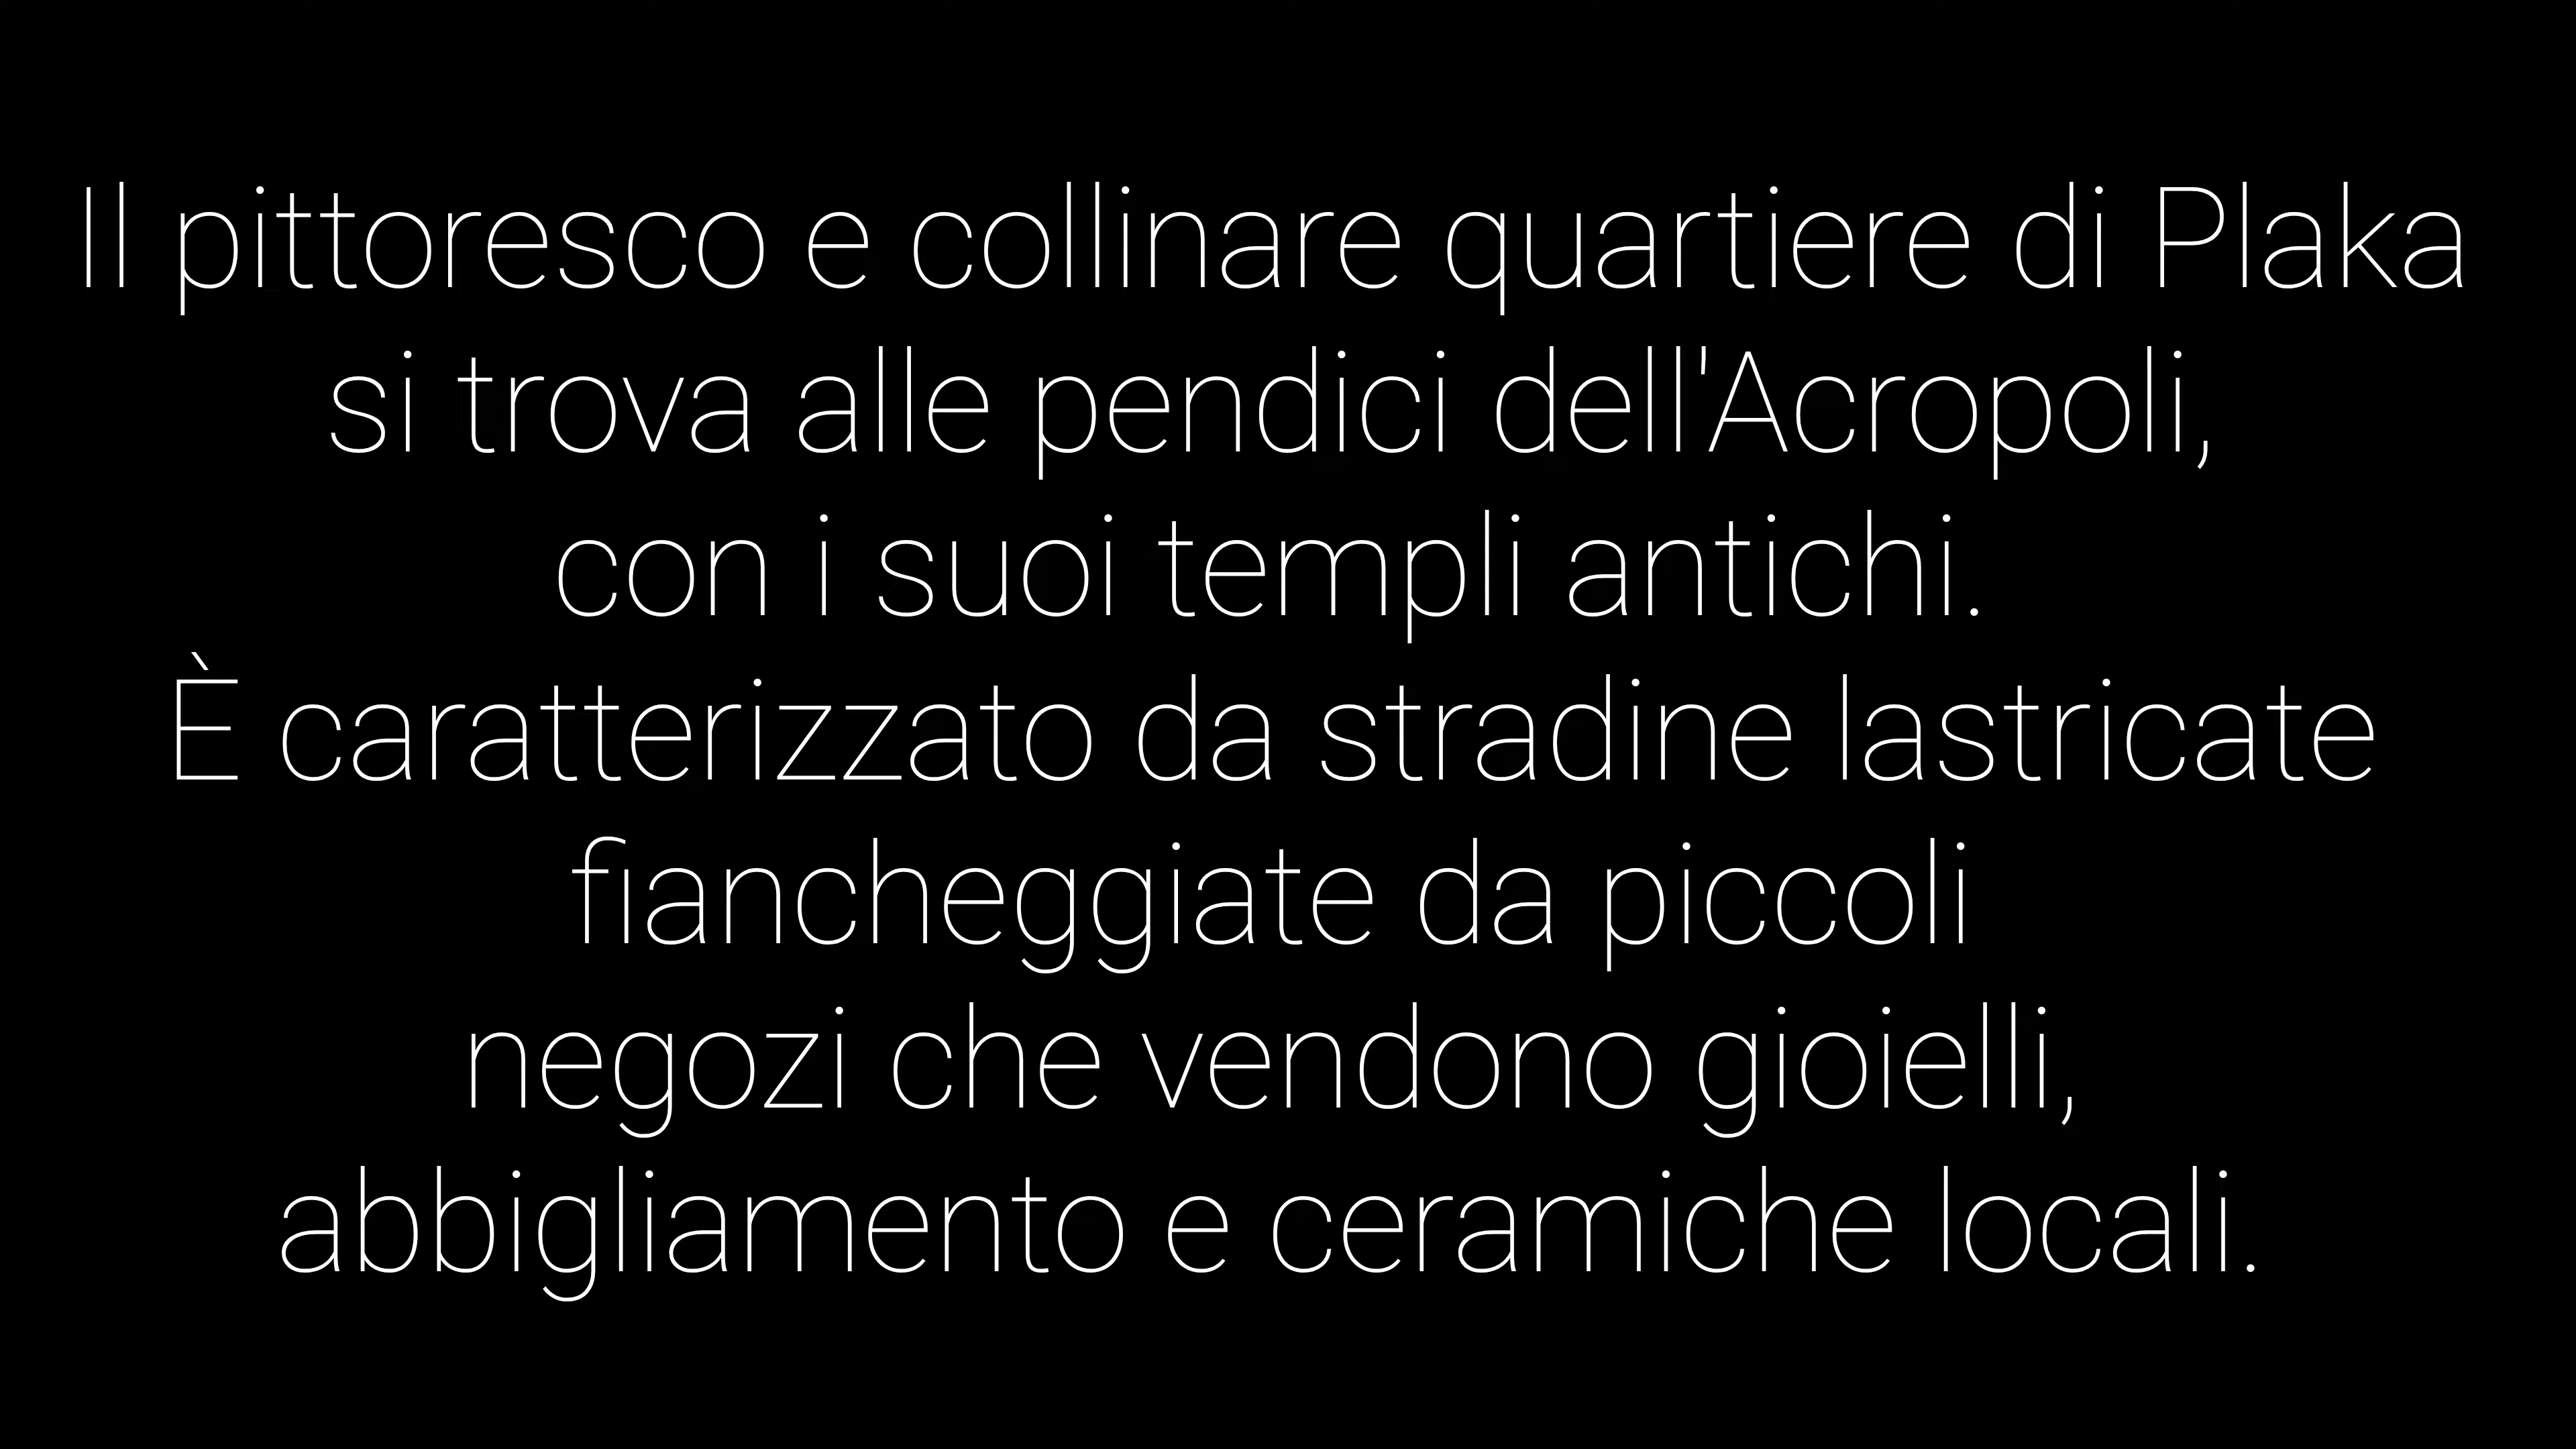 Il pittoresco e collinare quartiere di Plaka
si trova alle pendici dell'Acropoli,
con i suoi templi antichi.
È caratterizzato da stradine lastricate
fiancheggiate da piccoli
negozi che vendono gioielli,
abbigliamento e ceramiche locali.